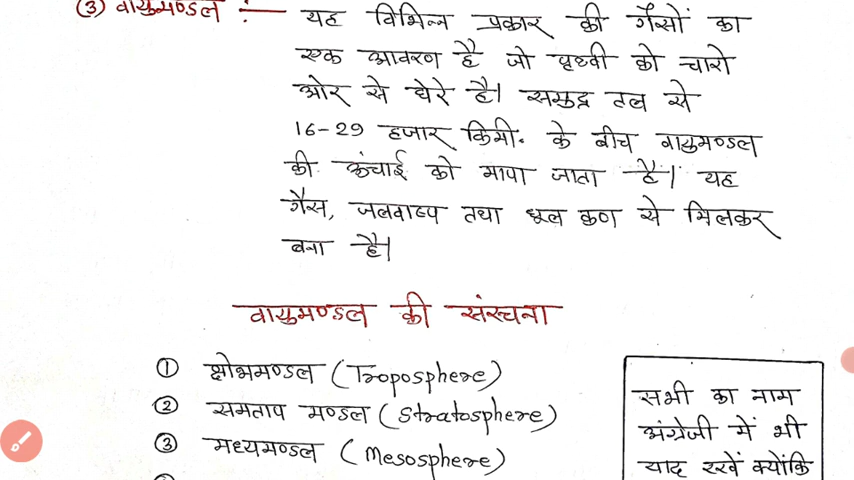 ③ वायुमण्डल :— यह विभिन्न प्रकार की गैसों का
एक आवरण है जो पृथ्वी को चारो
ओर से घेरे है। समुद्र तल से
16-29 हजार किमी. के बीच वायुमण्डल
की ऊंचाई को मापा जाता है। यह
गैस, जलवाष्प तथा धूल कण से मिलकर
बना है।
वायुमण्डल की संरचना
① क्षोभमण्डल (Troposphere)
② समताप मण्डल (Stratosphere)
③ मध्यमण्डल (Mesosphere)
सभी का नाम
अंग्रेजी में भी
याद रखें क्योंकि